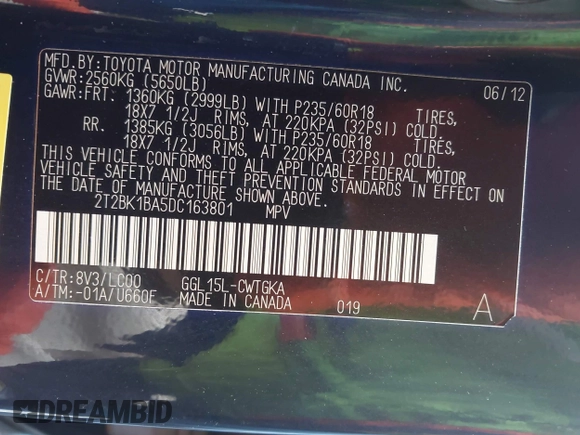 MFD.BY: TOYOTA MOTOR MANUFACTURING CANADA INC.
GVWR: 2560KG (5650LB) 06/12
GAWR:FRT. 1360KG (2999LB) WITH P235/60R18 TIRES,
18X7 1/2J RIMS, AT 220KPA (32PSI) COLD.
RR. 1385KG (3056LB) WITH P235/60R18 TIRES,
18X7 1/2J RIMS, AT 220KPA (32PSI) COLD.
THIS VEHICLE CONFORMS TO ALL APPLICABLE FEDERAL MOTOR
VEHICLE SAFETY AND THEFT PREVENTION STANDARDS IN EFFECT ON
THE DATE OF MANUFACTURE SHOWN ABOVE.
2T2BK1BA5DC163801 MPV
C/TR: 8V3/LC00 GGL15L-CWTGKA
A/TM:-01A/U660F MADE IN CANADA 019 A
DREAMBID